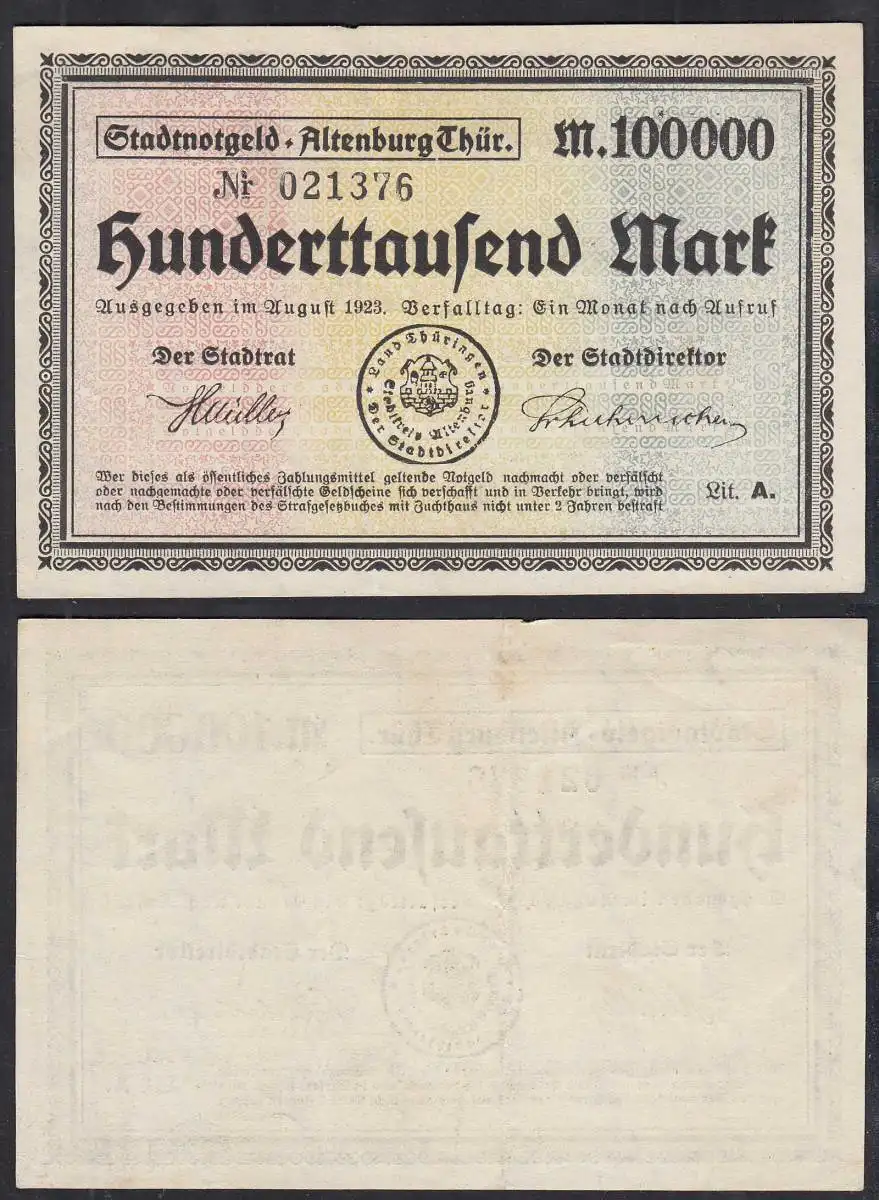 Stadtnotgeld · Altenburg Thür.
M. 100000
Nr 021376
Hunderttausend Mark
Ausgegeben im August 1923. Verfalltag: Ein Monat nach Aufruf
Der Stadtrat
Der Stadtdirektor
* Land Thüringen *
Stadtkreis Altenburg
Der Stadtdirektor
Wer dieses als öffentliches Zahlungsmittel geltende Notgeld nachmacht oder verfälscht
oder nachgemachte oder verfälschte Geldscheine sich verschafft und in Verkehr bringt, wird
nach den Bestimmungen des Strafgesetzbuches mit Zuchthaus nicht unter 2 Jahren bestraft
Lit. A.